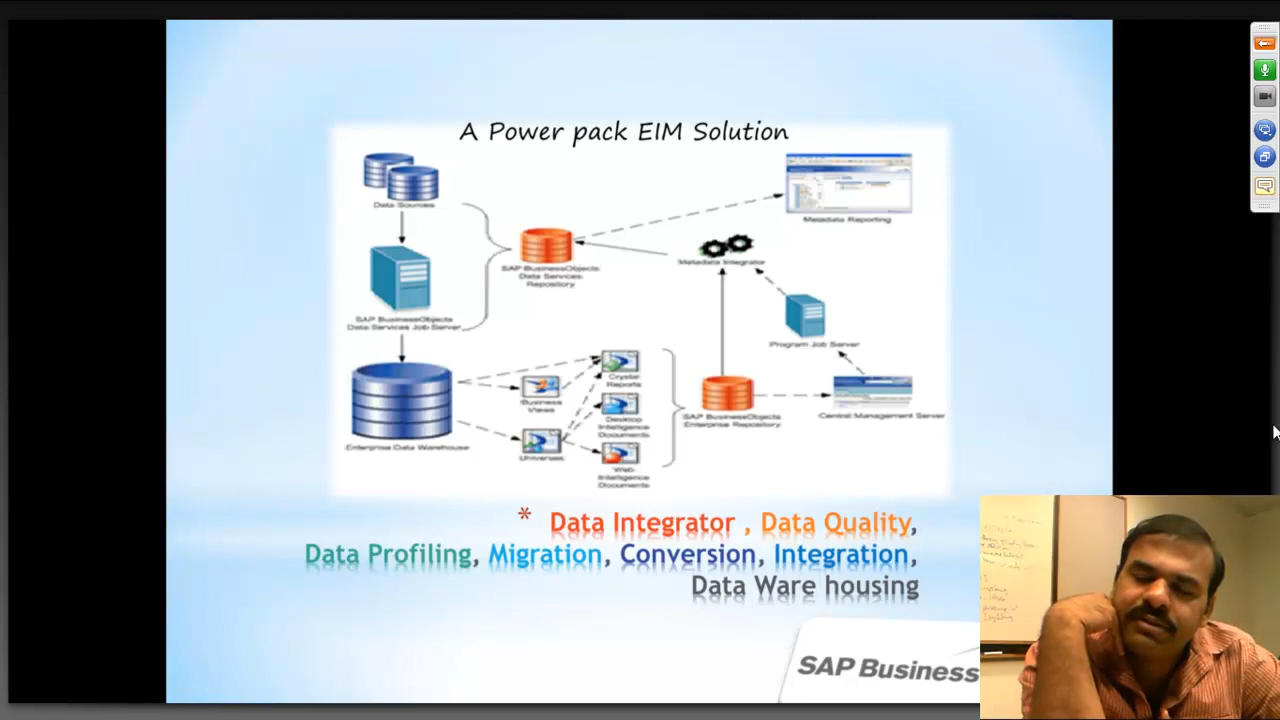 A Power pack EIM Solution
Data Sources
Metadata Reporting
SAP BusinessObjects
Data Services
Repository
Metadata Integrator
SAP BusinessObjects
Data Services Job Server
Program Job Server
Crystal
Reports
Business
Views
Desktop
Intelligence
Documents
SAP BusinessObjects
Enterprise Repository
Central Management Server
Enterprise Data Warehouse
Universes
Web
Intelligence
Documents
* Data Integrator , Data Quality,
Data Profiling, Migration, Conversion, Integration,
Data Ware housing
SAP Business